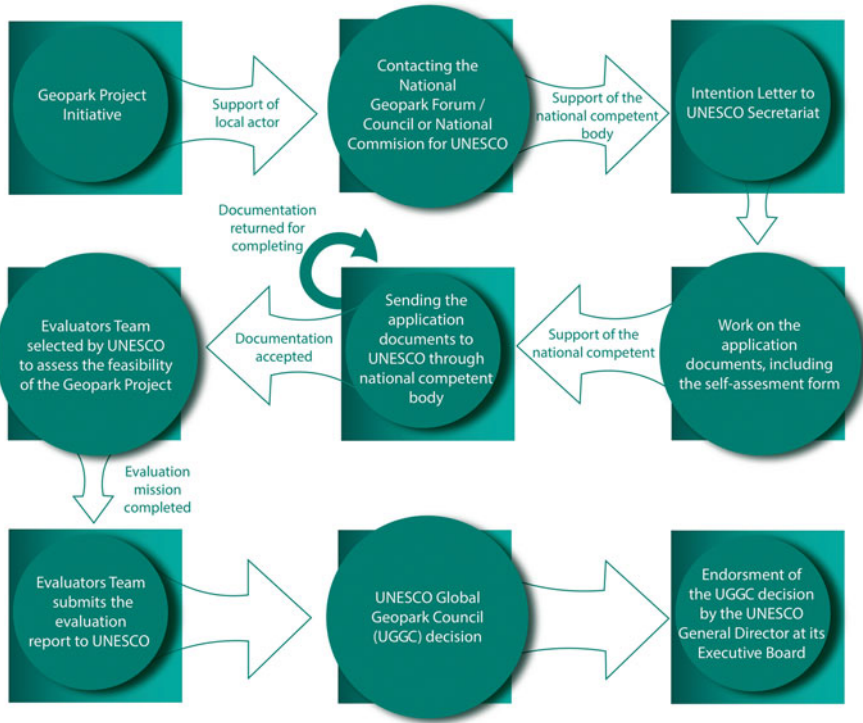 Geopark Project
Initiative
Support of
local actor
Contacting the
National
Geopark Forum /
Council or National
Commision for UNESCO
Support of the
national competent
body
Intention Letter to
UNESCO Secretariat
Work on the
application
documents, including
the self-assesment form
Support of the
national competent
Sending the
application
documents to
UNESCO through
national competent
body
Documentation
returned for
completing
Documentation
accepted
Evaluators Team
selected by UNESCO
to assess the feasibility
of the Geopark Project
Evaluation
mission
completed
Evaluators Team
submits the
evaluation
report to UNESCO
UNESCO Global
Geopark Council
(UGGC) decision
Endorsment of
the UGGC decision
by the UNESCO
General Director at its
Executive Board